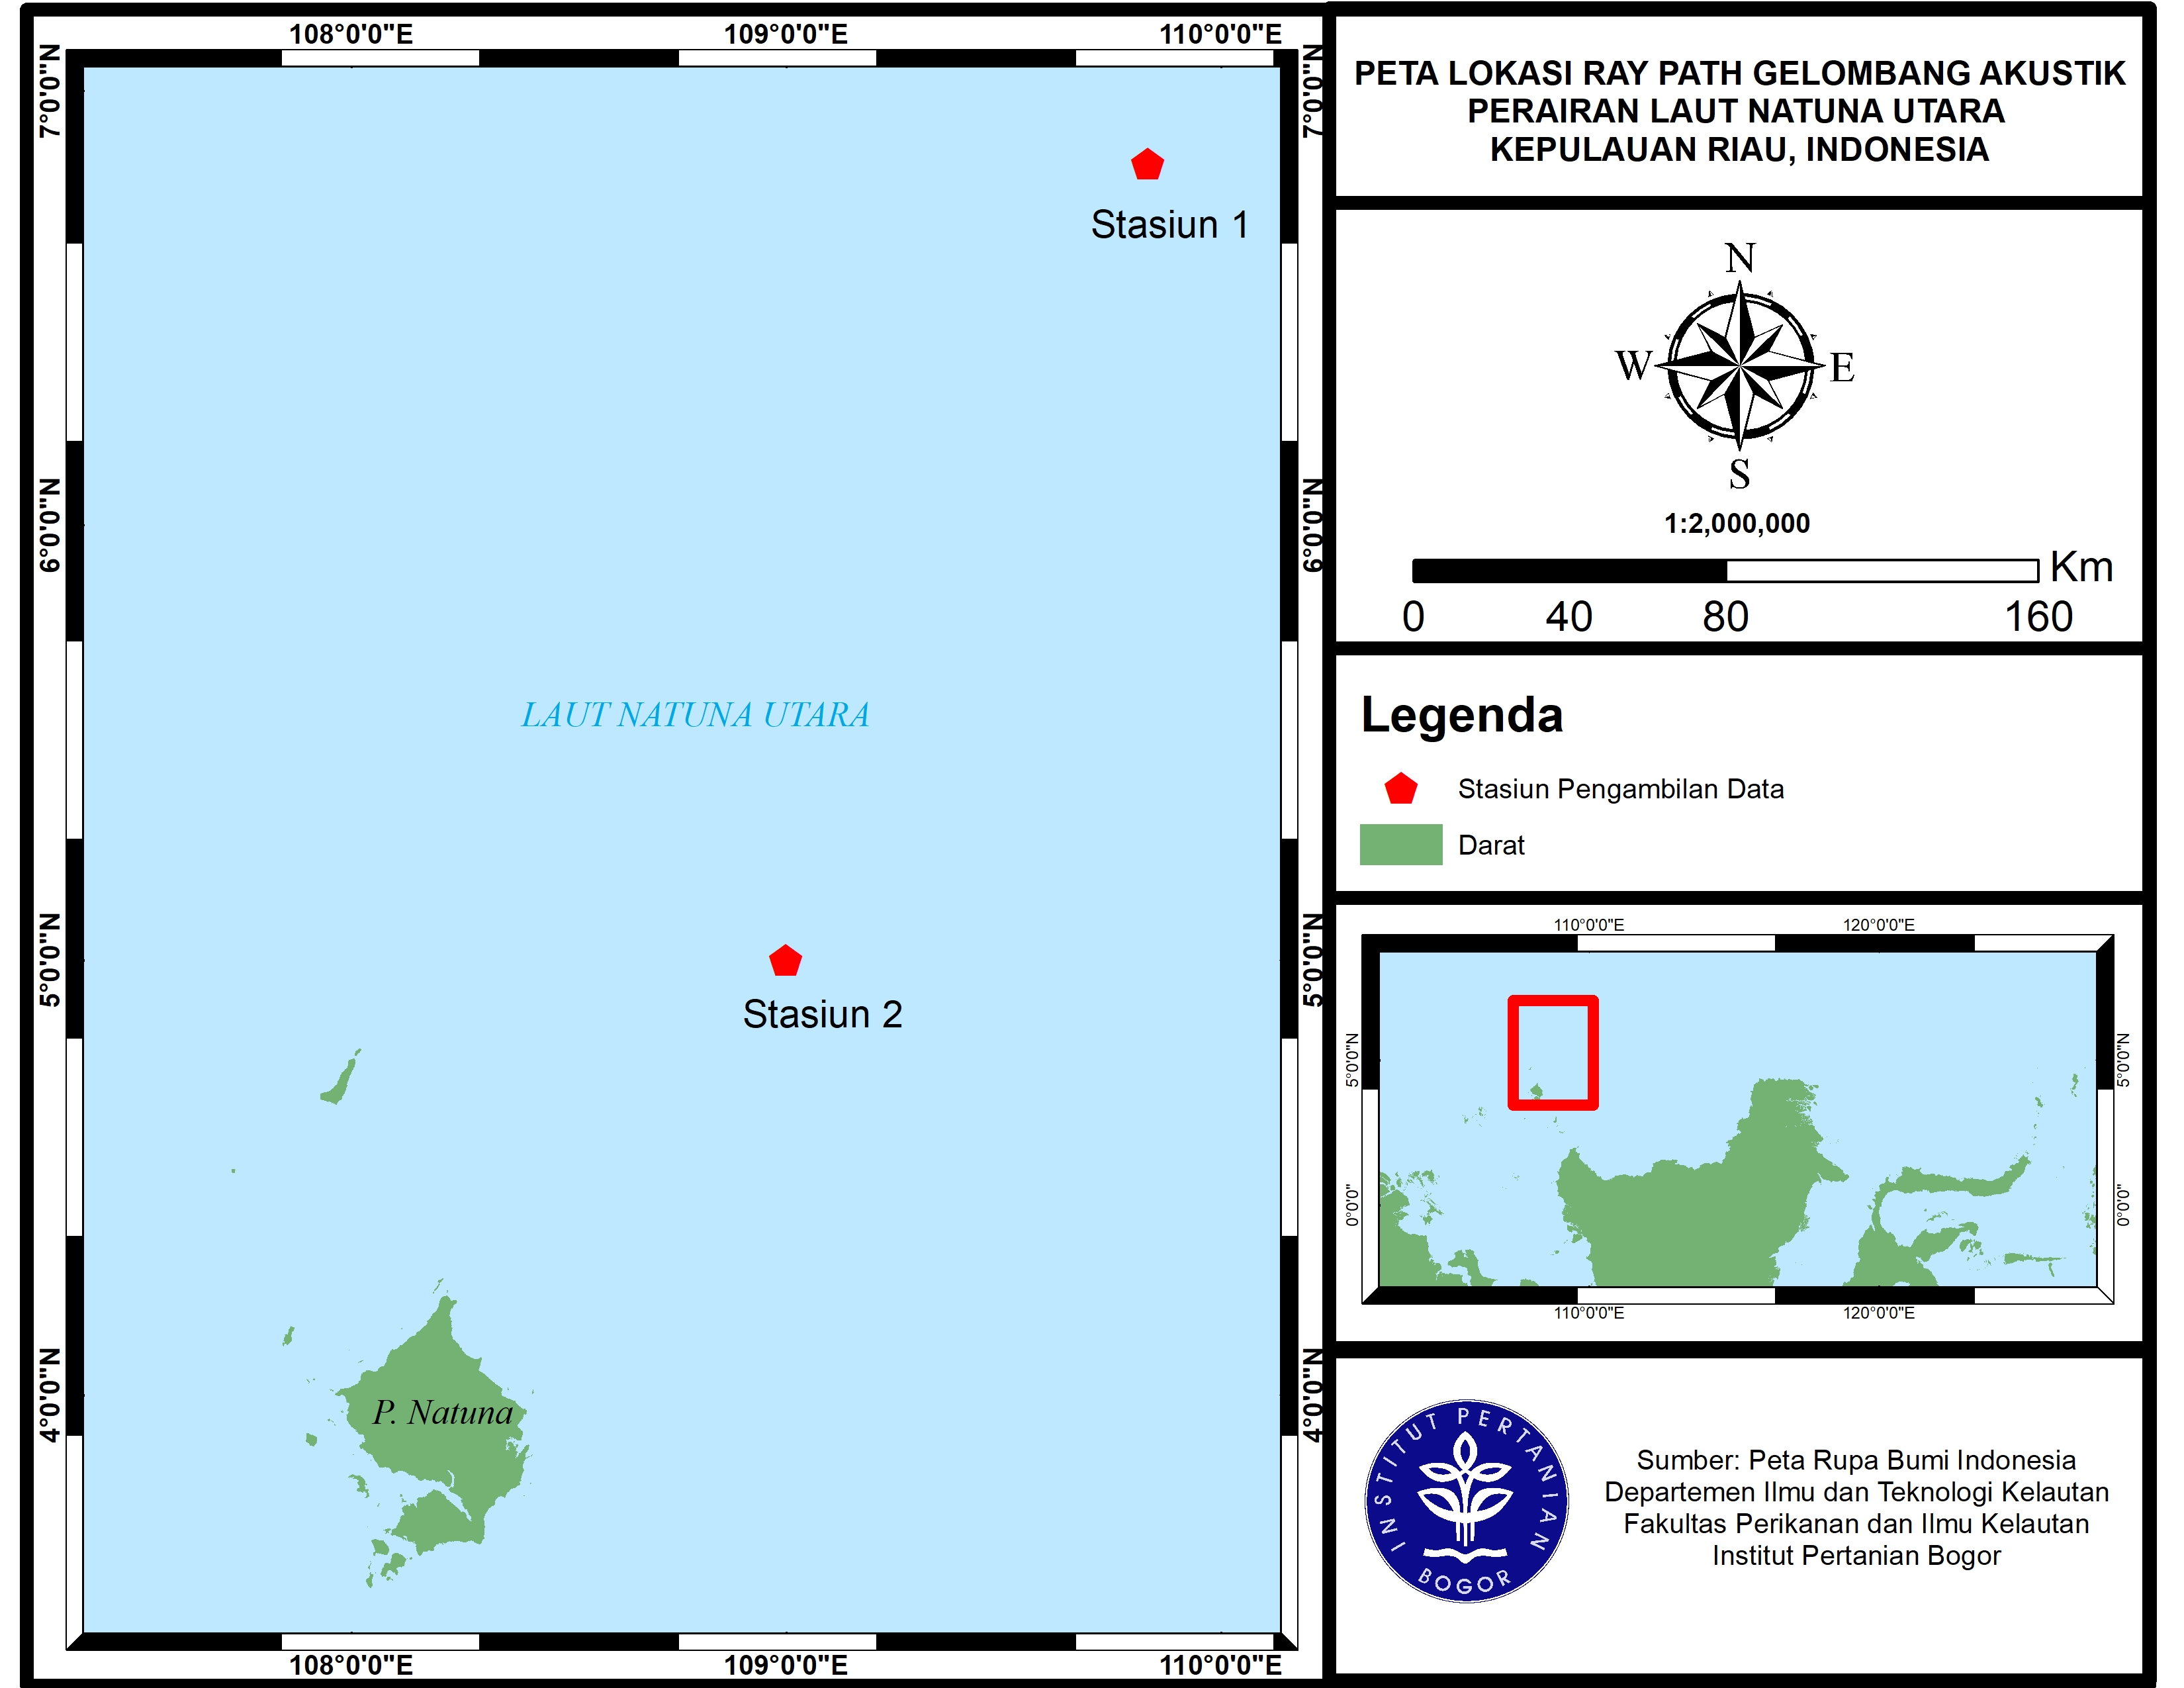 108°0'0"E
109°0'0"E
110°0'0"E
7°0'0"N
7°0'0"N
6°0'0"N
6°0'0"N
5°0'0"N
5°0'0"N
4°0'0"N
4°0'0"N
Stasiun 1
LAUT NATUNA UTARA
Stasiun 2
P. Natuna
108°0'0"E
109°0'0"E
110°0'0"E
PETA LOKASI RAY PATH GELOMBANG AKUSTIK
PERAIRAN LAUT NATUNA UTARA
KEPULAUAN RIAU, INDONESIA
N
W
E
S
1:2,000,000
Km
0 40 80 160
Legenda
Stasiun Pengambilan Data
Darat
110°0'0"E
120°0'0"E
5°0'0"N
5°0'0"N
0°0'0"
0°0'0"
110°0'0"E
120°0'0"E
INSTITUT PERTANIAN
BOGOR
Sumber: Peta Rupa Bumi Indonesia
Departemen Ilmu dan Teknologi Kelautan
Fakultas Perikanan dan Ilmu Kelautan
Institut Pertanian Bogor